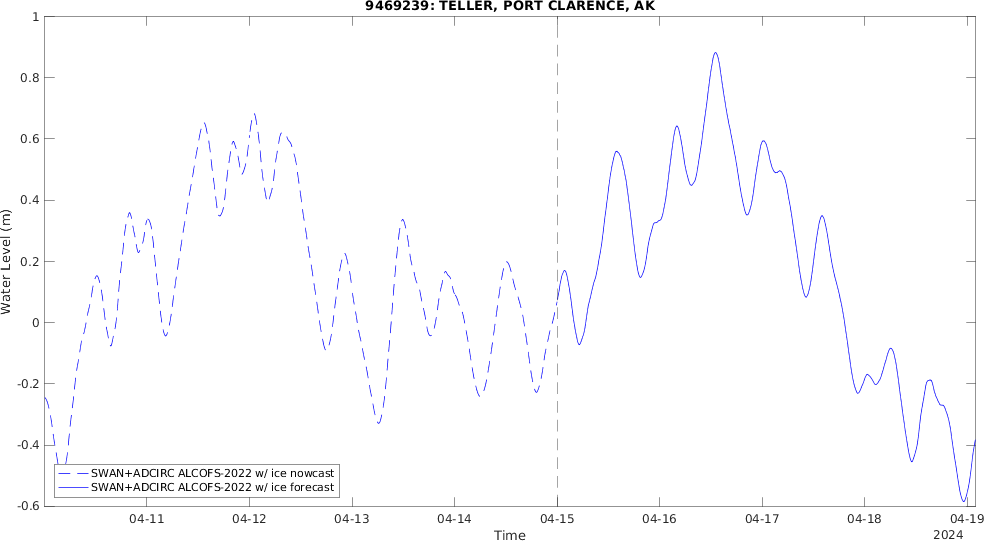 9469239: TELLER, PORT CLARENCE, AK
1
0.8
0.6
0.4
0.2
0
-0.2
-0.4
-0.6
Water Level (m)
SWAN+ADCIRC ALCOFS-2022 w/ ice nowcast
SWAN+ADCIRC ALCOFS-2022 w/ ice forecast
04-11 04-12 04-13 04-14 04-15 04-16 04-17 04-18 04-19
Time
2024